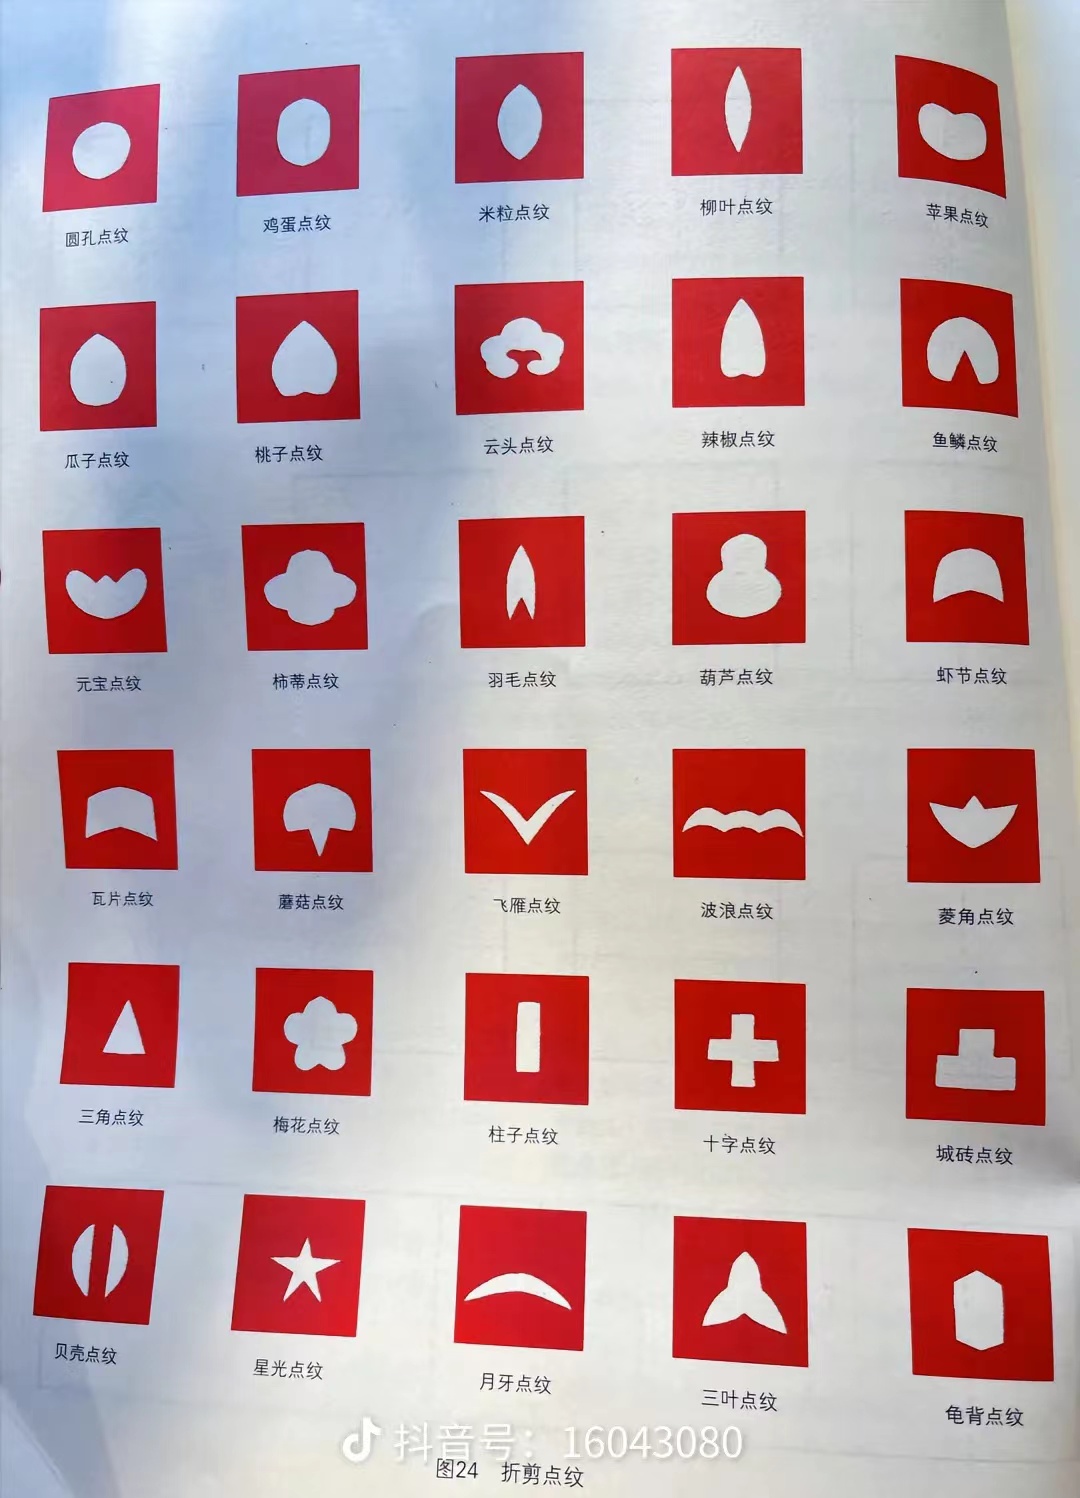 圆孔点纹 鸡蛋点纹 米粒点纹 柳叶点纹 苹果点纹
瓜子点纹 桃子点纹 云头点纹 辣椒点纹 鱼鳞点纹
元宝点纹 柿蒂点纹 羽毛点纹 葫芦点纹 虾节点纹
瓦片点纹 蘑菇点纹 飞雁点纹 波浪点纹 菱角点纹
三角点纹 梅花点纹 柱子点纹 十字点纹 城砖点纹
贝壳点纹 星光点纹 月牙点纹 三叶点纹 龟背点纹
抖音号：16043080
图24 折剪点纹